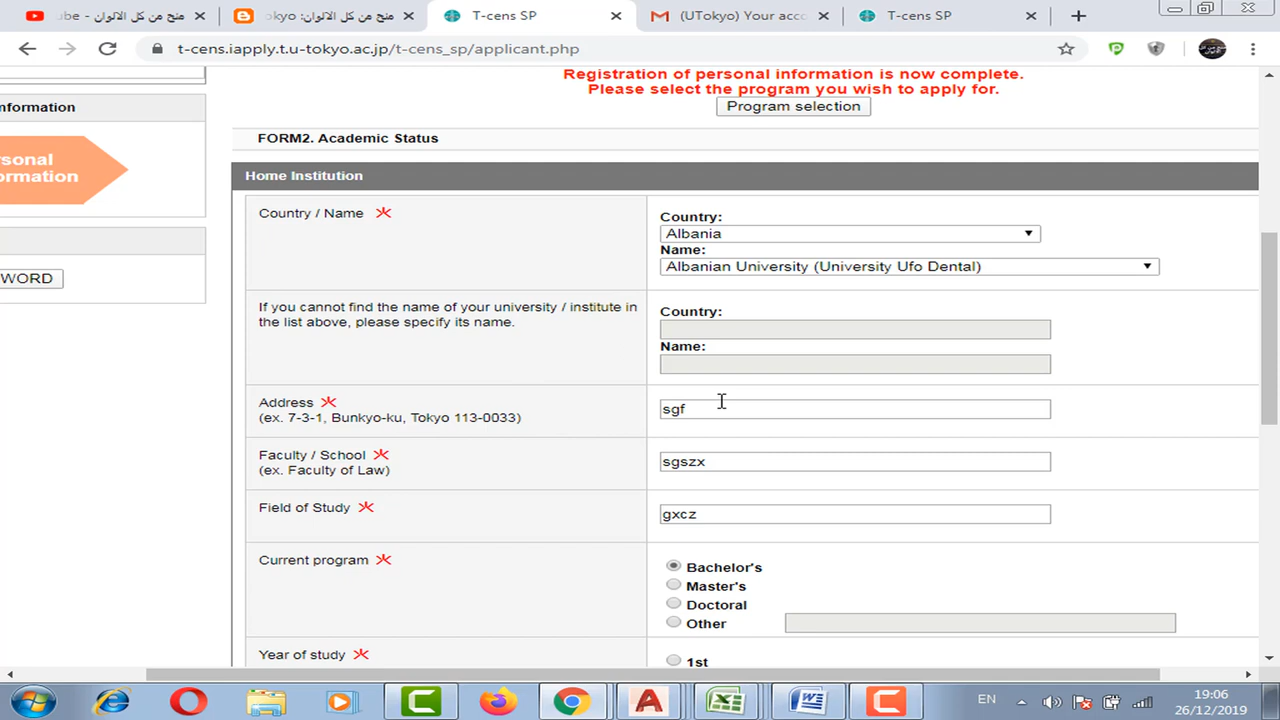 ube - منح من كل الالوان
okyo :منح من كل الالوان
T-cens SP
(UTokyo) Your acco
T-cens SP
t-cens.iapply.t.u-tokyo.ac.jp/t-cens_sp/applicant.php
Registration of personal information is now complete.
Please select the program you wish to apply for.
Program selection
nformation
rsonal
ormation
WORD
FORM2. Academic Status
Home Institution
Country / Name
Country:
Albania
Name:
Albanian University (University Ufo Dental)
If you cannot find the name of your university / institute in
the list above, please specify its name.
Country:
Name:
Address
(ex. 7-3-1, Bunkyo-ku, Tokyo 113-0033)
sgf
Faculty / School
(ex. Faculty of Law)
sgszx
Field of Study
gxcz
Current program
Bachelor's
Master's
Doctoral
Other
Year of study
1st
EN
19:06
26/12/2019